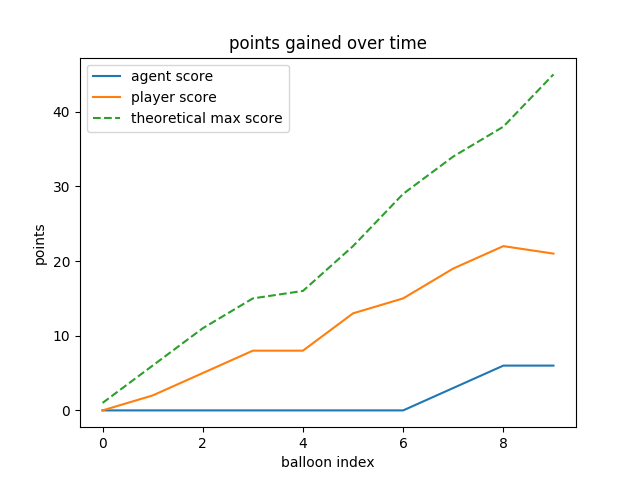 points gained over time
agent score
player score
theoretical max score
points
40
30
20
10
0
0 2 4 6 8
balloon index